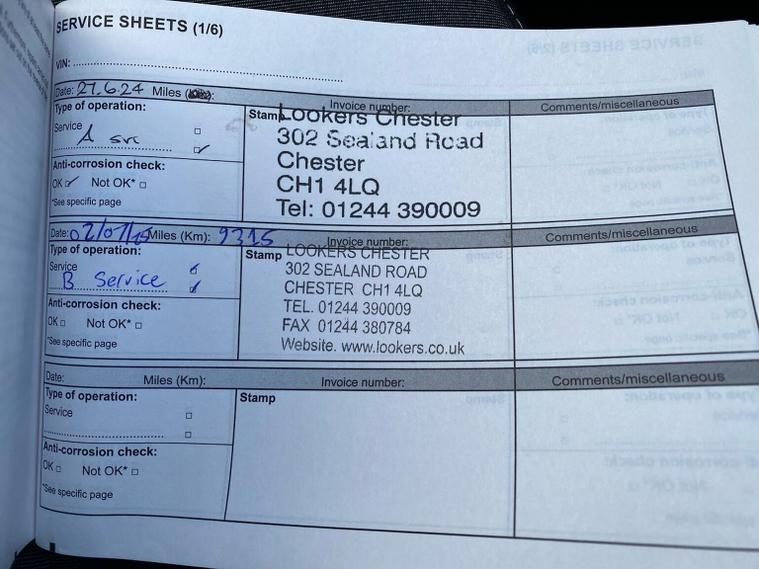 SERVICE SHEETS (1/6)
VIN:
Date: 27.6.24 Miles : Invoice number: Comments/miscellaneous
Type of operation:
Service
A svc
Anti-corrosion check:
OK Not OK*
*See specific page
Stamp
Lookers Chester
302 Sealand Road
Chester
CH1 4LQ
Tel: 01244 390009
Date: 02/07/ Miles (Km): 9315 Invoice number: Comments/miscellaneous
Type of operation:
Service
B Service
Anti-corrosion check:
OK Not OK*
*See specific page
Stamp
LOOKERS CHESTER
302 SEALAND ROAD
CHESTER CH1 4LQ
TEL. 01244 390009
FAX 01244 380784
Website. www.lookers.co.uk
Date: Miles (Km): Invoice number: Comments/miscellaneous
Type of operation:
Service
Anti-corrosion check:
OK Not OK*
*See specific page
Stamp